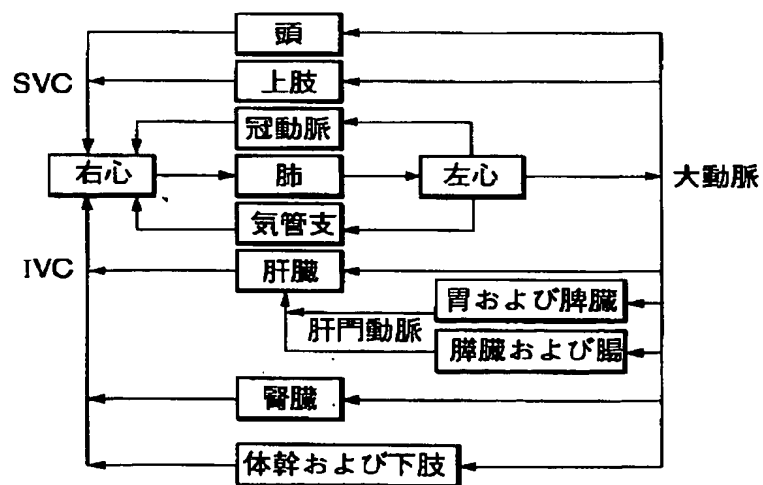 頭
SVC
上肢
冠動脈
右心
肺
左心
大動脈
気管支
IVC
肝臓
胃および脾臓
肝門動脈
膵臓および腸
腎臓
体幹および下肢